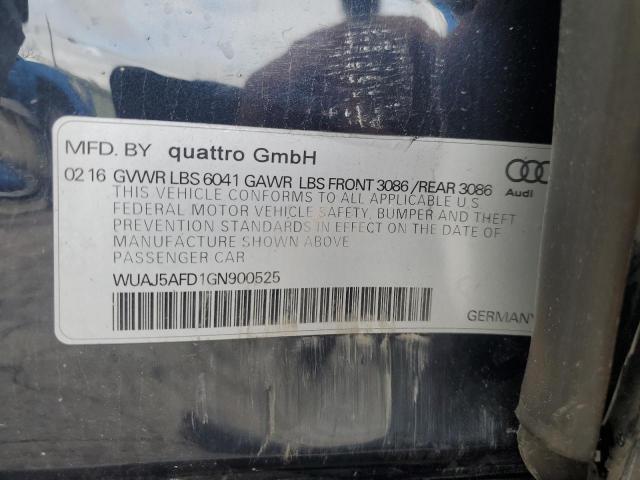 MFD. BY quattro GmbH
02 16 GVWR LBS 6041 GAWR LBS FRONT 3086 /REAR 3086
THIS VEHICLE CONFORMS TO ALL APPLICABLE U S
FEDERAL MOTOR VEHICLE SAFETY, BUMPER AND THEFT
PREVENTION STANDARDS IN EFFECT ON THE DATE OF
MANUFACTURE SHOWN ABOVE
PASSENGER CAR
Audi
WUAJ5AFD1GN900525
GERMANY